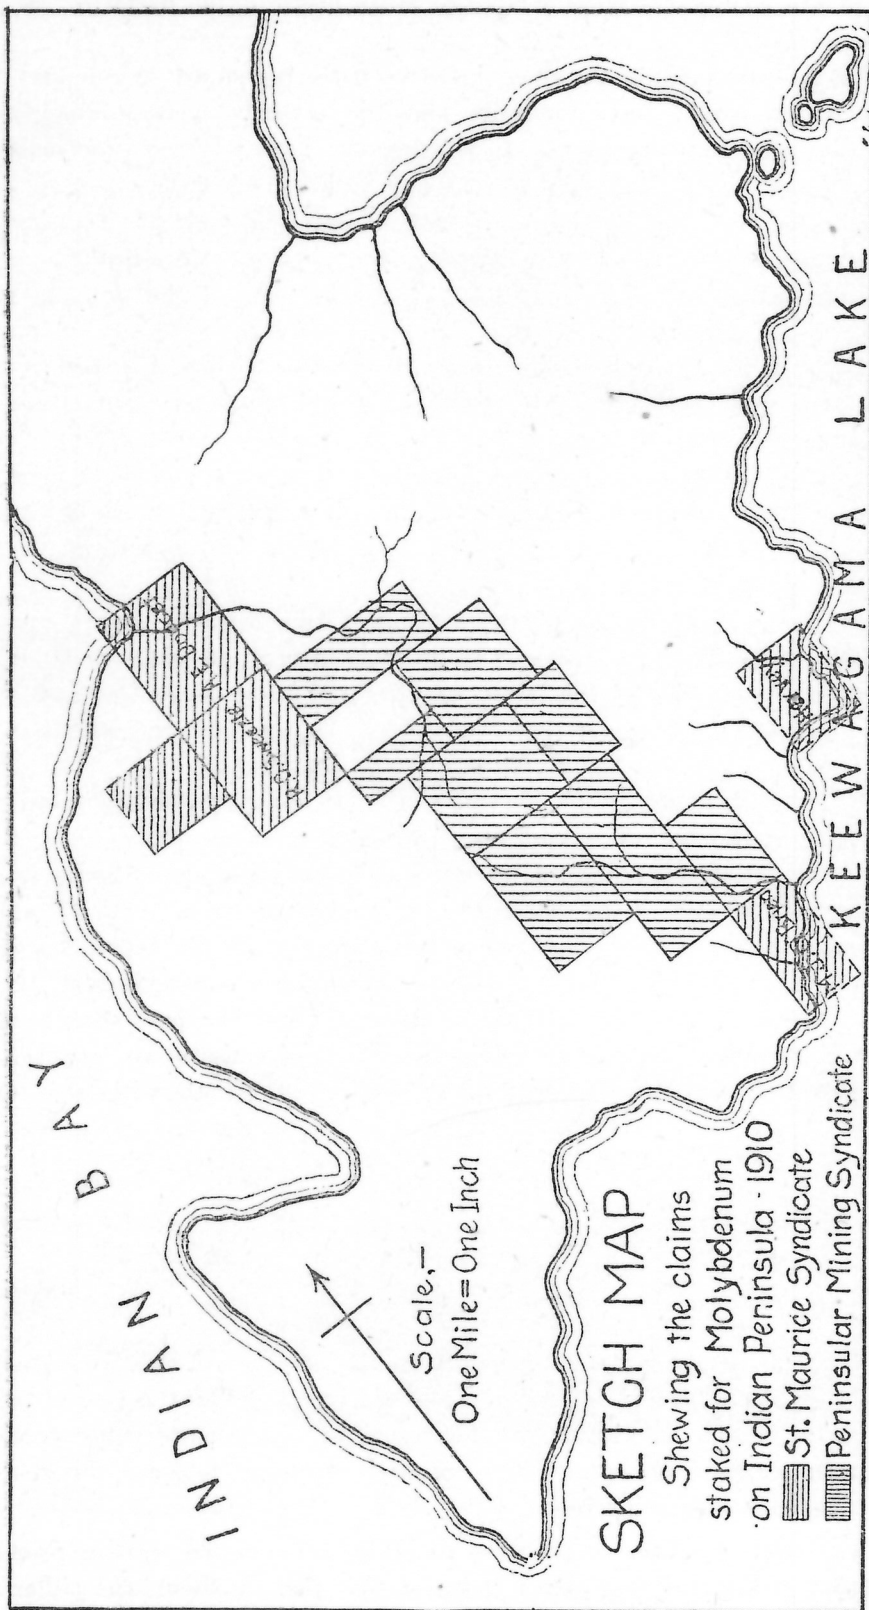 INDIAN BAY
KEEWAGAMA LAKE
Scale,-
One Mile = One Inch
SKETCH MAP
Shewing the claims
staked for Molybdenum
on Indian Peninsula - 1910
St. Maurice Syndicate
Peninsular Mining Syndicate